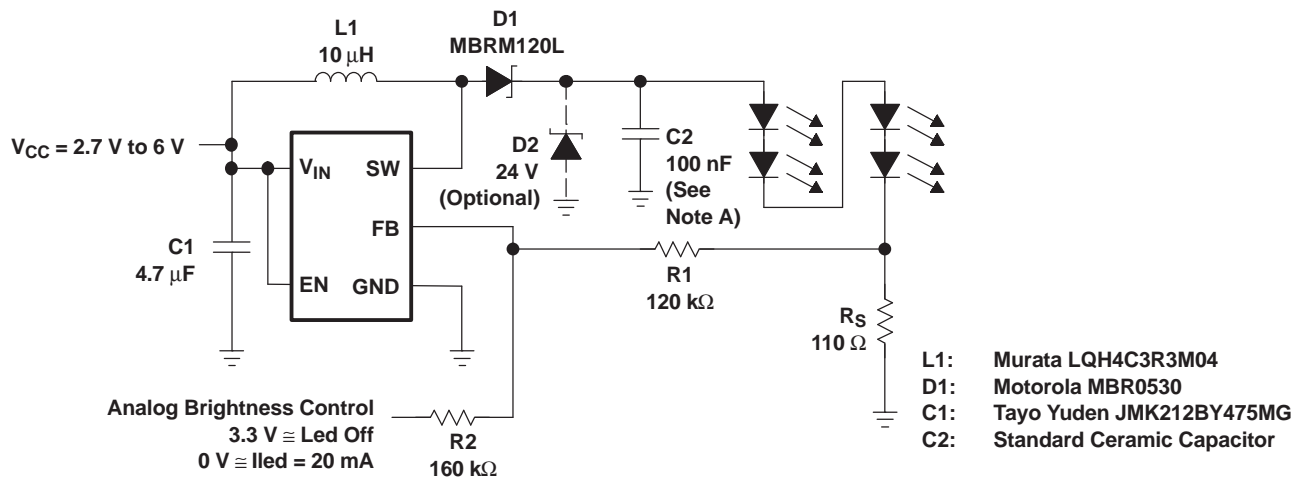 D1
MBRM120L
L1
10 μH
VCC = 2.7 V to 6 V
VIN
SW
FB
EN
GND
C1
4.7 μF
D2
24 V
(Optional)
C2
100 nF
(See
Note A)
R1
120 kΩ
RS
110 Ω
Analog Brightness Control
3.3 V ≅ Led Off
0 V ≅ Iled = 20 mA
R2
160 kΩ
L1: Murata LQH4C3R3M04
D1: Motorola MBR0530
C1: Tayo Yuden JMK212BY475MG
C2: Standard Ceramic Capacitor